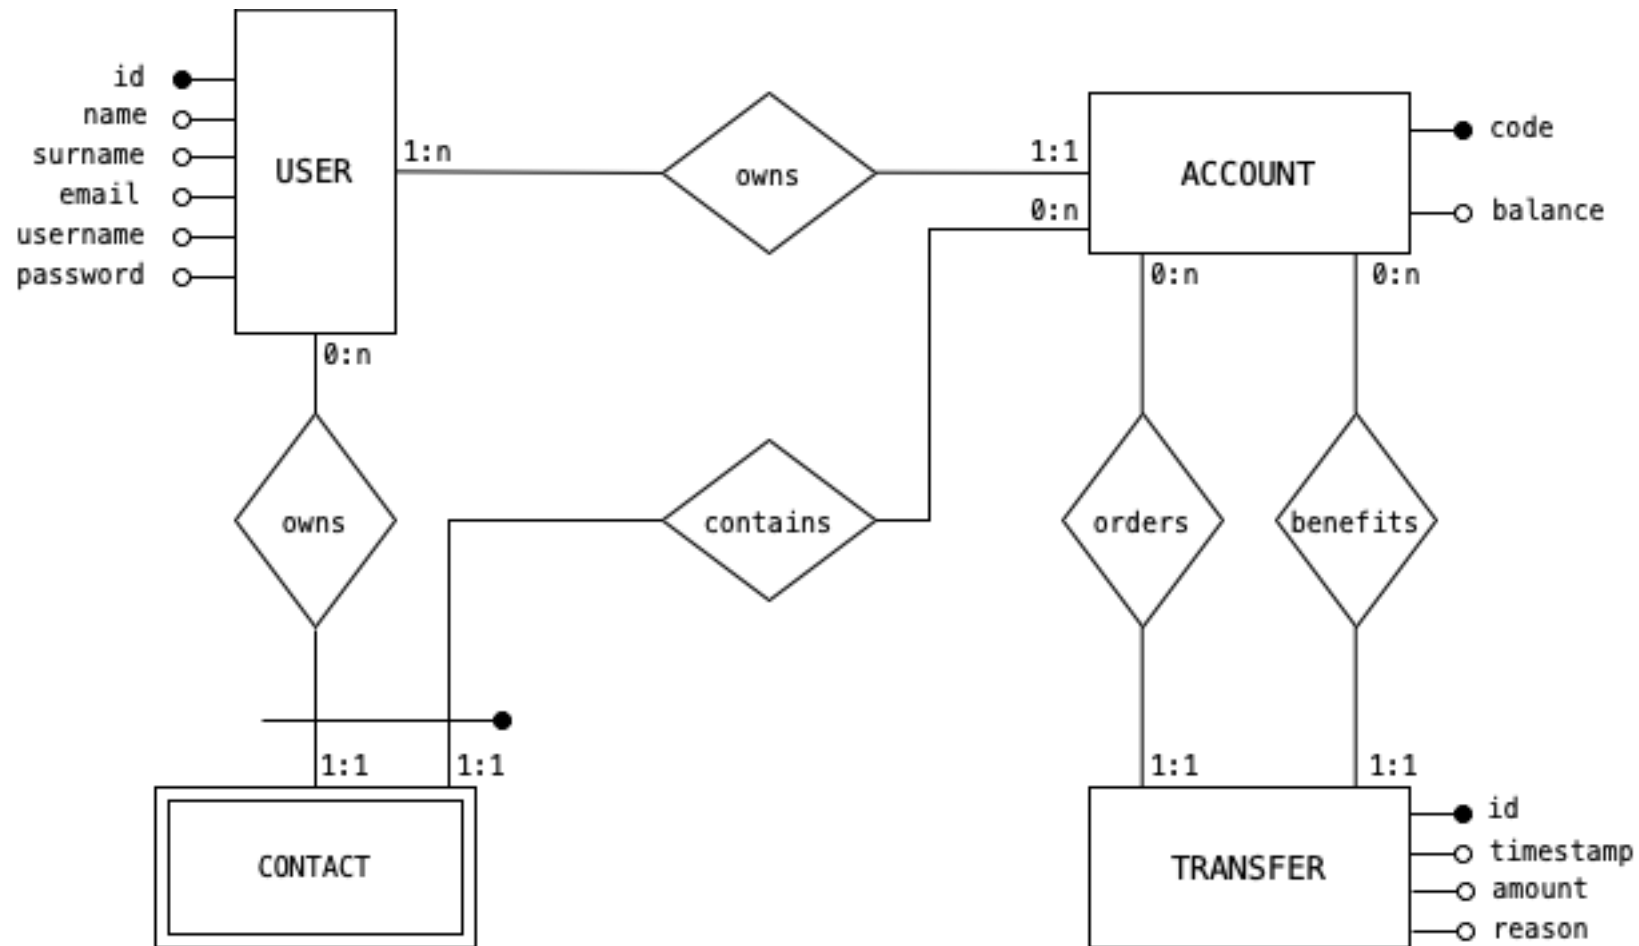 id
name
surname
email
username
password
USER
1:n
owns
1:1
0:n
ACCOUNT
code
balance
0:n
0:n
0:n
owns
contains
orders
benefits
1:1
1:1
1:1
1:1
CONTACT
TRANSFER
id
timestamp
amount
reason